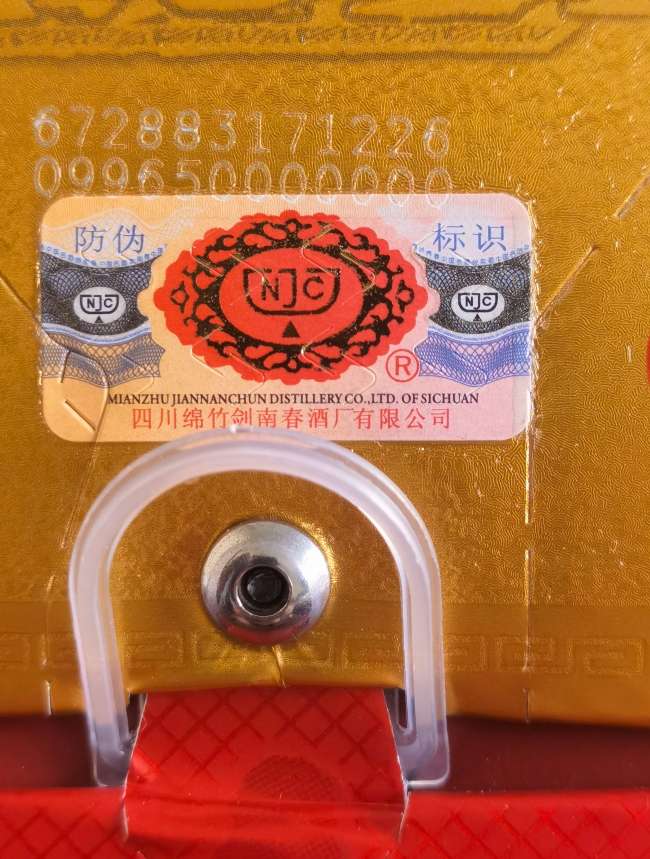 672883171226
099650000000
防伪 标识
NJC NJC NJC
®
MIANZHU JIANNANCHUN DISTILLERY CO.,LTD. OF SICHUAN
四川绵竹剑南春酒厂有限公司